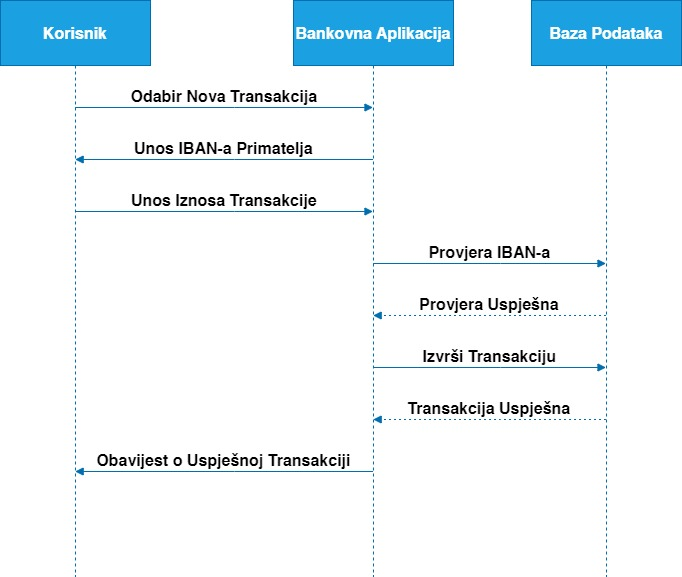 Korisnik
Bankovna Aplikacija
Baza Podataka
Odabir Nova Transakcija
Unos IBAN-a Primatelja
Unos Iznosa Transakcije
Provjera IBAN-a
Provjera Uspješna
Izvrši Transakciju
Transakcija Uspješna
Obavijest o Uspješnoj Transakciji